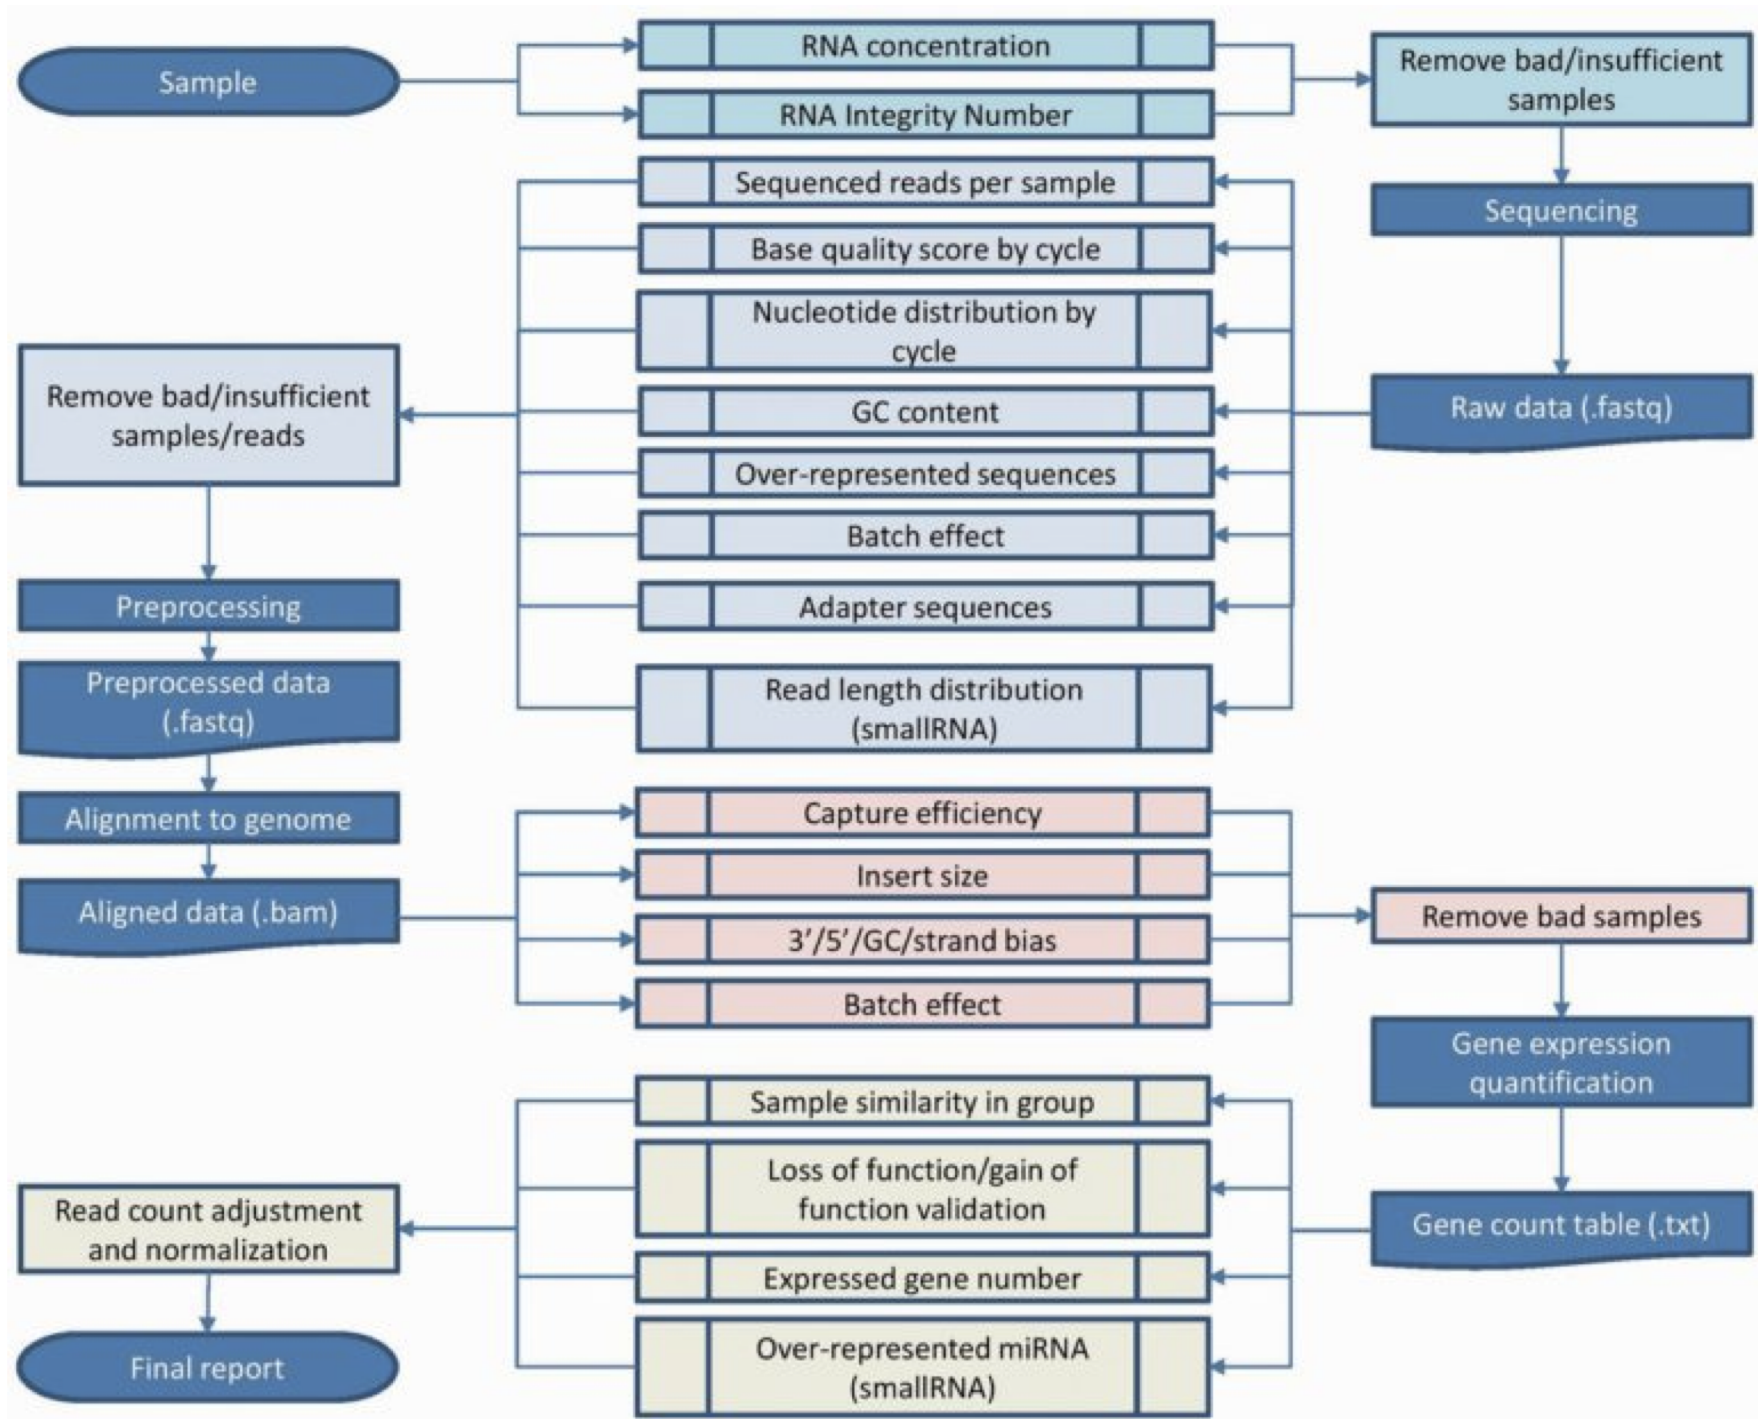 Sample
RNA concentration
RNA Integrity Number
Remove bad/insufficient
samples
Sequencing
Raw data (.fastq)
Sequenced reads per sample
Base quality score by cycle
Nucleotide distribution by
cycle
GC content
Over-represented sequences
Batch effect
Adapter sequences
Read length distribution
(smallRNA)
Remove bad/insufficient
samples/reads
Preprocessing
Preprocessed data
(.fastq)
Alignment to genome
Aligned data (.bam)
Capture efficiency
Insert size
3’/5’/GC/strand bias
Batch effect
Remove bad samples
Gene expression
quantification
Gene count table (.txt)
Sample similarity in group
Loss of function/gain of
function validation
Expressed gene number
Over-represented miRNA
(smallRNA)
Read count adjustment
and normalization
Final report